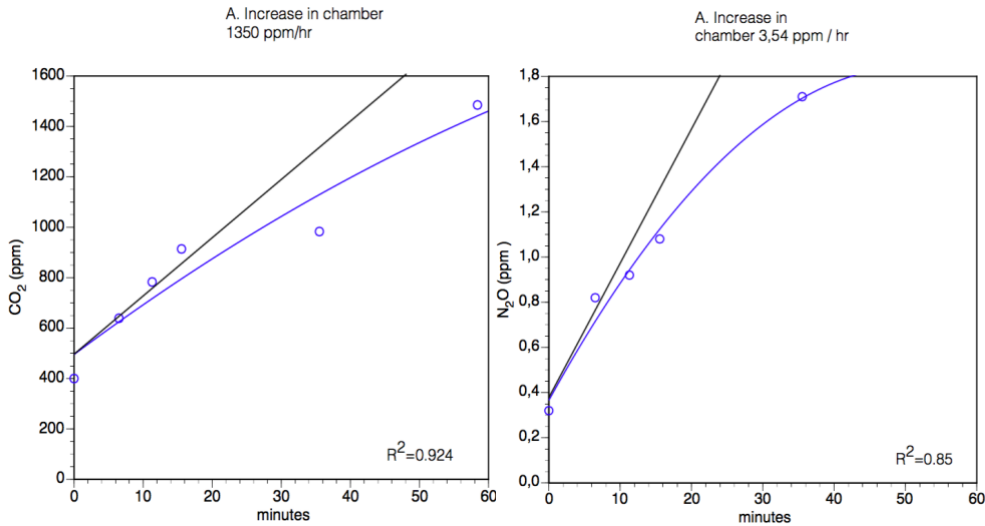 A. Increase in chamber
1350 ppm/hr
1600
1400
1200
1000
800
600
400
200
0
CO2 (ppm)
R2=0.924
0 10 20 30 40 50 60
minutes
A. Increase in
chamber 3,54 ppm / hr
1,8
1,6
1,4
1,2
1,0
0,8
0,6
0,4
0,2
0,0
N2O (ppm )
R2=0.85
0 10 20 30 40 50 60
minutes